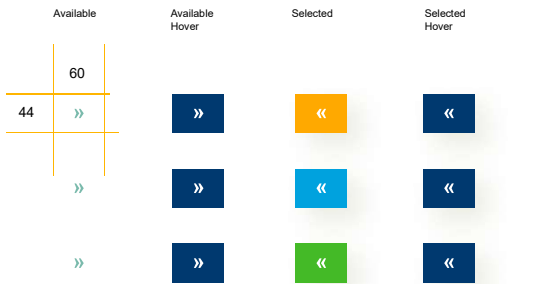 Available
Available
Hover
Selected
Selected
Hover
60
44
»
»
«
«
»
»
«
«
»
»
«
«